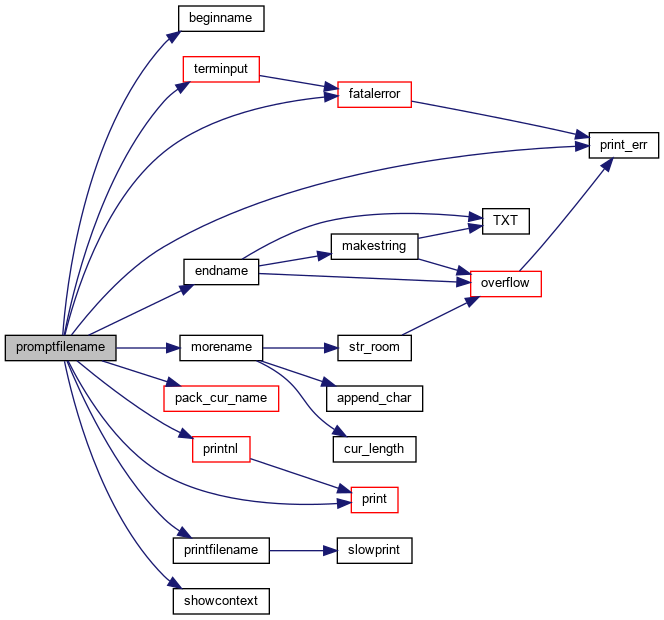 beginname
terminput
fatalerror
print_err
TXT
makestring
endname
overflow
promptfilename
morename
str_room
pack_cur_name
append_char
printnl
cur_length
print
printfilename
slowprint
showcontext